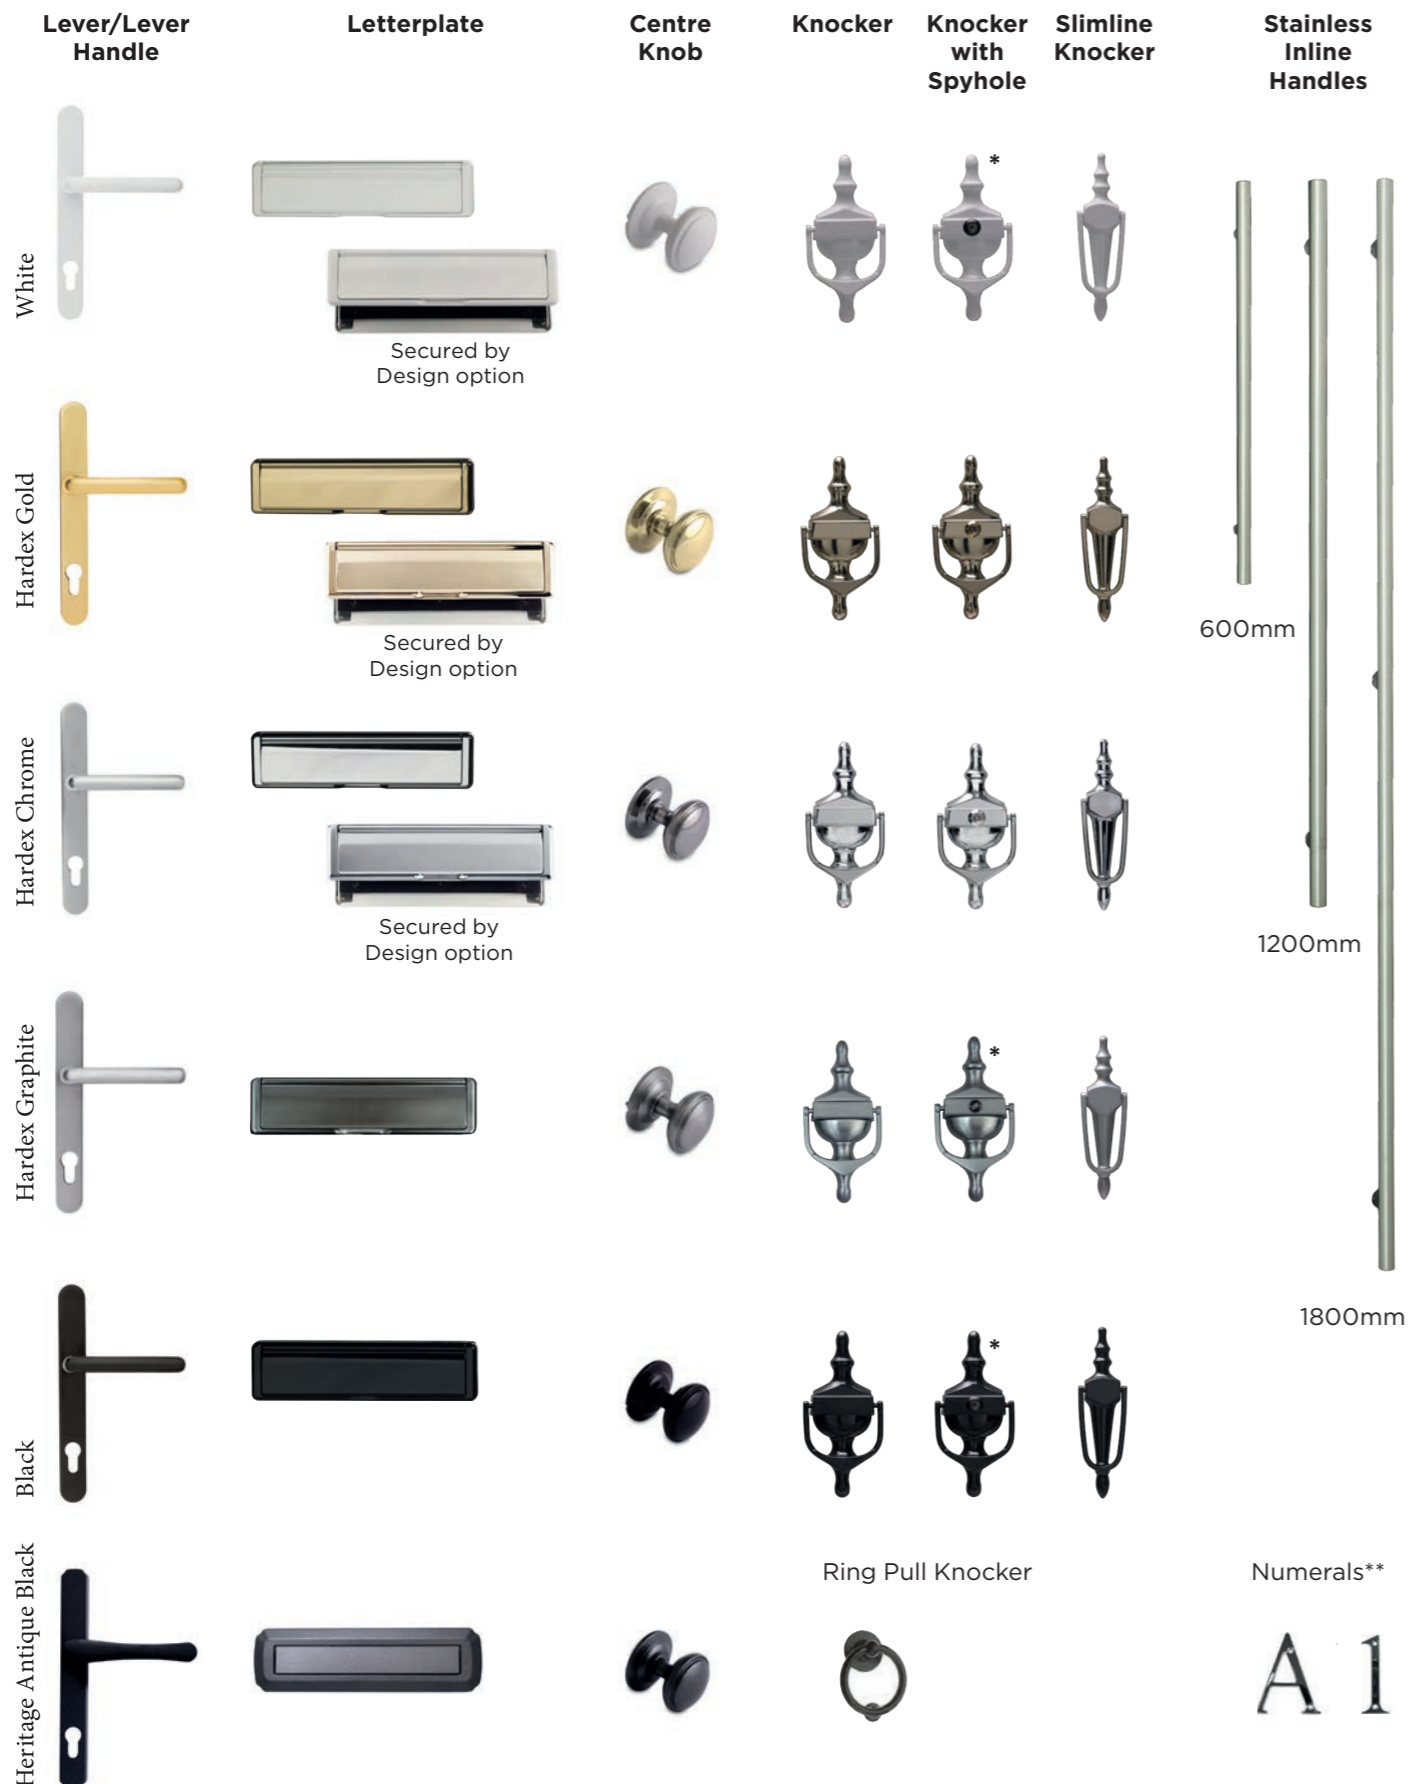 Lever/Lever
Handle
Letterplate
Centre
Knob
Knocker
Knocker
with
Spyhole
Slimline
Knocker
Stainless
Inline
Handles
White
*
Secured by
Design option
Hardex Gold
Secured by
Design option
600mm
Hardex Chrome
Secured by
Design option
1200mm
Hardex Graphite
*
1800mm
Black
*
Heritage Antique Black
Ring Pull Knocker
Numerals**
A 1